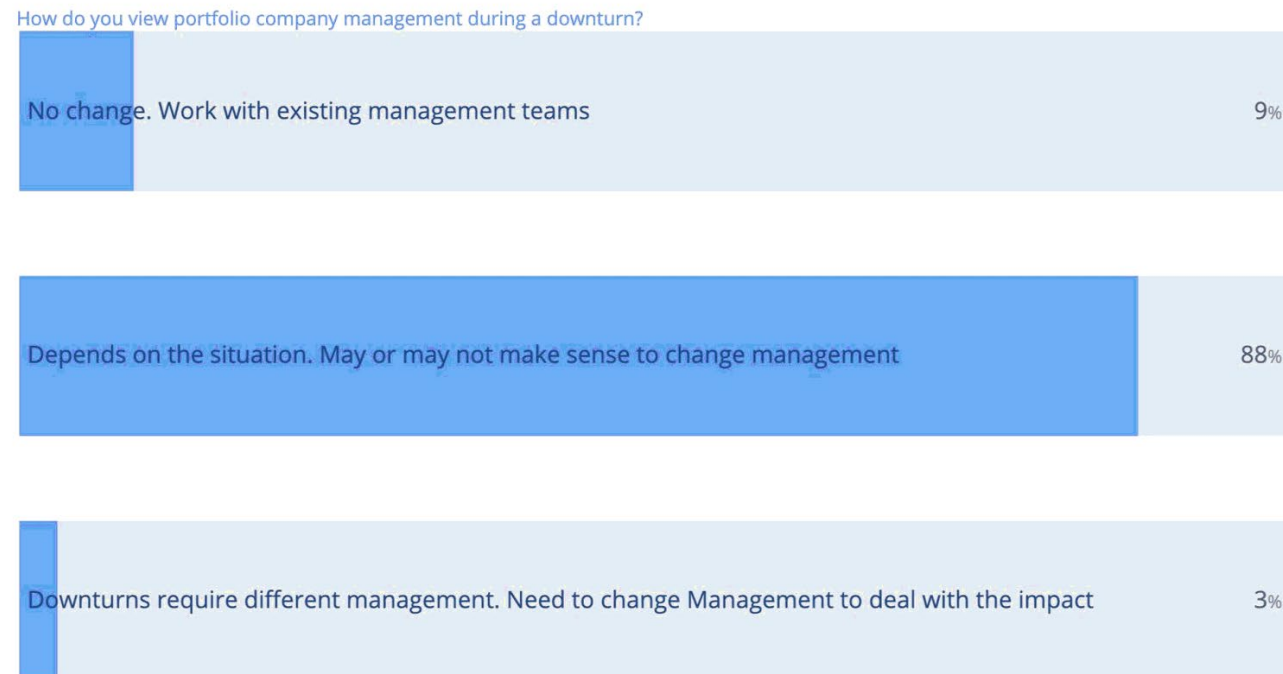 How do you view portfolio company management during a downturn?
No change. Work with existing management teams 9%
Depends on the situation. May or may not make sense to change management 88%
Downturns require different management. Need to change Management to deal with the impact 3%